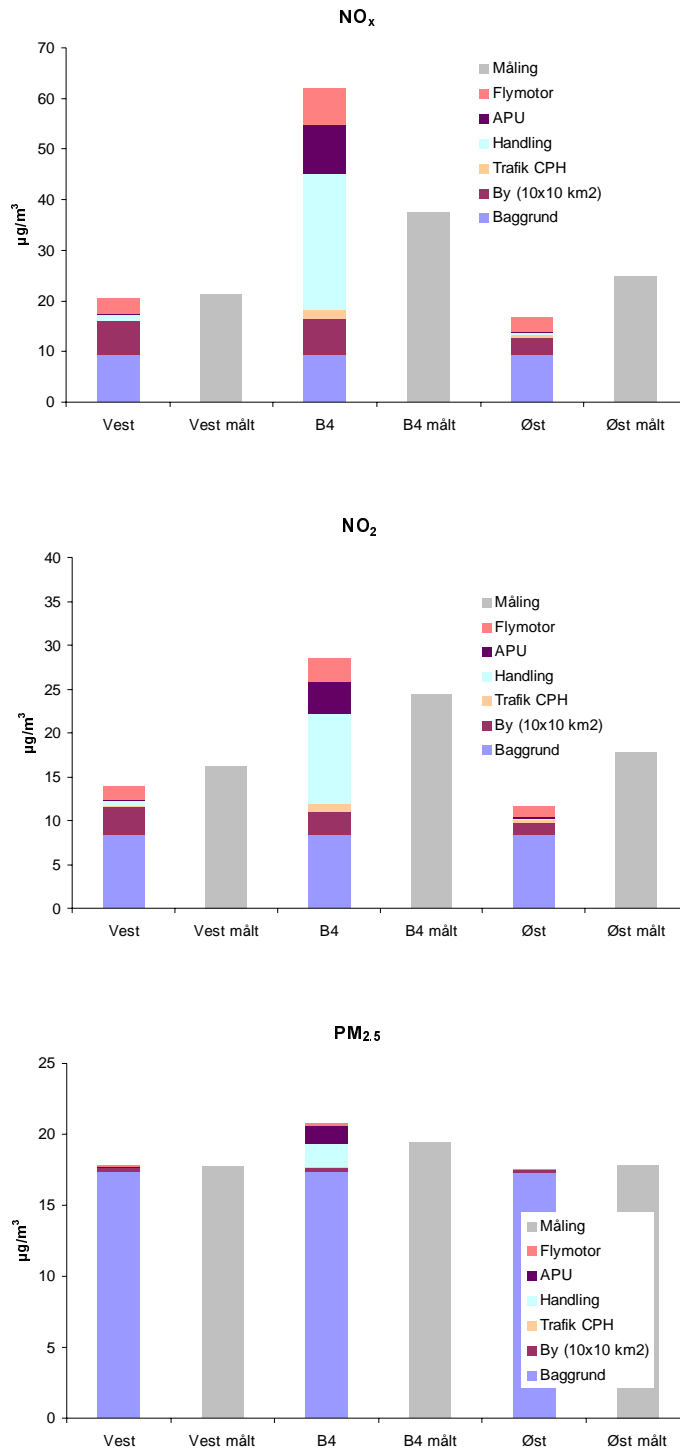 NOx
70
60
50
40
30
20
10
0
µg/m³
Måling
Flymotor
APU
Handling
Trafik CPH
By (10x10 km2)
Baggrund
Vest
Vest målt
B4
B4 målt
Øst
Øst målt
NO2
40
35
30
25
20
15
10
5
0
µg/m³
Måling
Flymotor
APU
Handling
Trafik CPH
By (10x10 km2)
Baggrund
Vest
Vest målt
B4
B4 målt
Øst
Øst målt
PM2.5
25
20
15
10
5
0
µg/m³
Måling
Flymotor
APU
Handling
Trafik CPH
By (10x10 km2)
Baggrund
Vest
Vest målt
B4
B4 målt
Øst
Øst målt